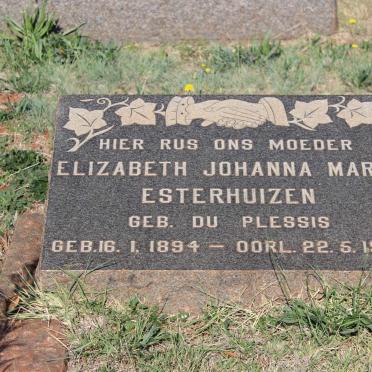 HIER RUS ONS MOEDER
ELIZABETH JOHANNA MAR
ESTERHUIZEN
GEB. DU PLESSIS
GEB. 16. 1. 1894 – OORL. 22. 5. 1